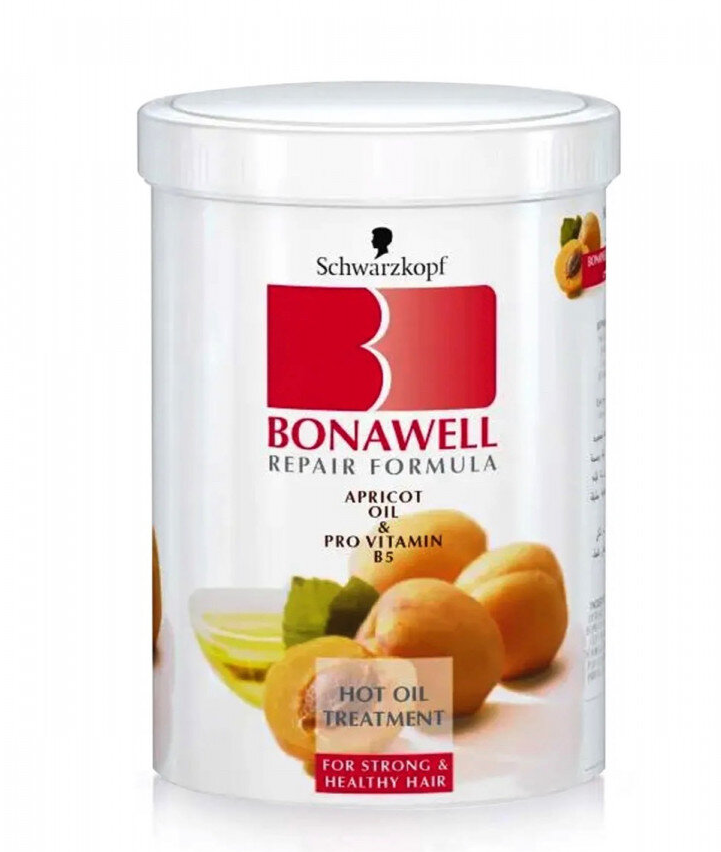 Schwarzkopf
BONAWELL
REPAIR FORMULA
APRICOT
OIL
&
PRO VITAMIN
B5
HOT OIL
TREATMENT
FOR STRONG &
HEALTHY HAIR